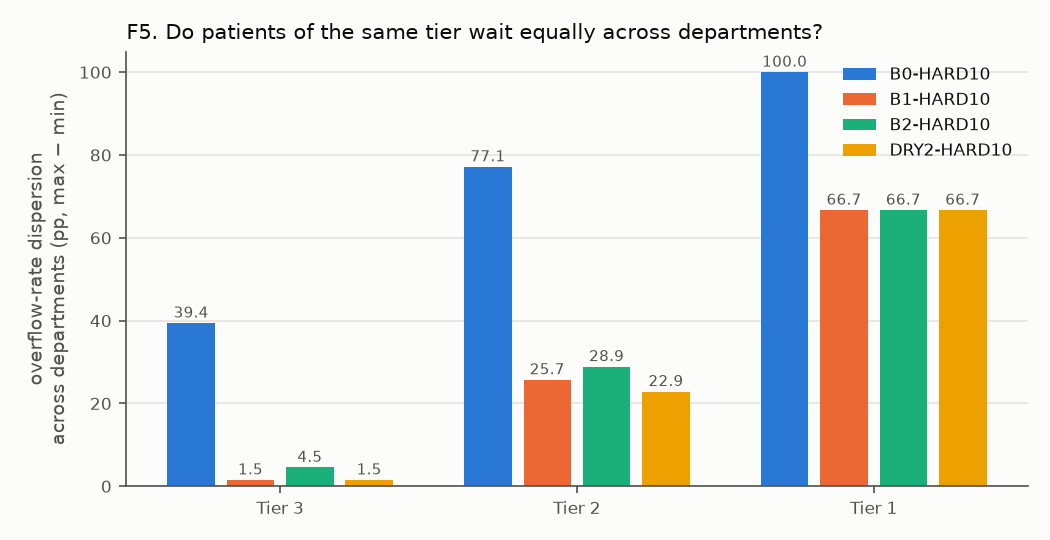 F5. Do patients of the same tier wait equally across departments?
overflow-rate dispersion
across departments (pp, max − min)
100
80
60
40
20
0
39.4
1.5
4.5
1.5
77.1
25.7
28.9
22.9
100.0
66.7
66.7
66.7
B0-HARD10
B1-HARD10
B2-HARD10
DRY2-HARD10
Tier 3
Tier 2
Tier 1